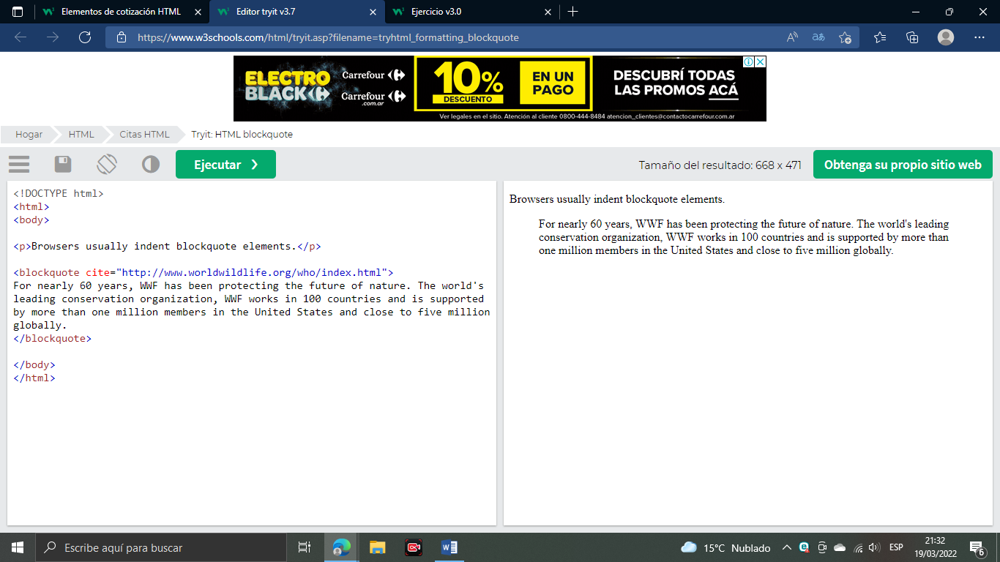 Elementos de cotización HTML
Editor tryit v3.7
Ejercicio v3.0
https://www.w3schools.com/html/tryit.asp?filename=tryhtml_formatting_blockquote
ELECTRO
BLACK
Carrefour
Carrefour
.com.ar
10%
DESCUENTO
EN UN
PAGO
DESCUBRÍ TODAS
LAS PROMOS ACÁ
Ver legales en el sitio. Atención al cliente 0800-444-8484 atencion_clientes@contactocarrefour.com.ar
Hogar
HTML
Citas HTML
Tryit: HTML blockquote
Ejecutar ❯
Tamaño del resultado: 668 x 471
Obtenga su propio sitio web
<!DOCTYPE html>
<html>
<body>
<p>Browsers usually indent blockquote elements.</p>
<blockquote cite="http://www.worldwildlife.org/who/index.html">
For nearly 60 years, WWF has been protecting the future of nature. The world's
leading conservation organization, WWF works in 100 countries and is supported
by more than one million members in the United States and close to five million
globally.
</blockquote>
</body>
</html>
Browsers usually indent blockquote elements.
For nearly 60 years, WWF has been protecting the future of nature. The world's leading
conservation organization, WWF works in 100 countries and is supported by more than
one million members in the United States and close to five million globally.
Escribe aquí para buscar
15°C Nublado
ESP
21:32
19/03/2022
6